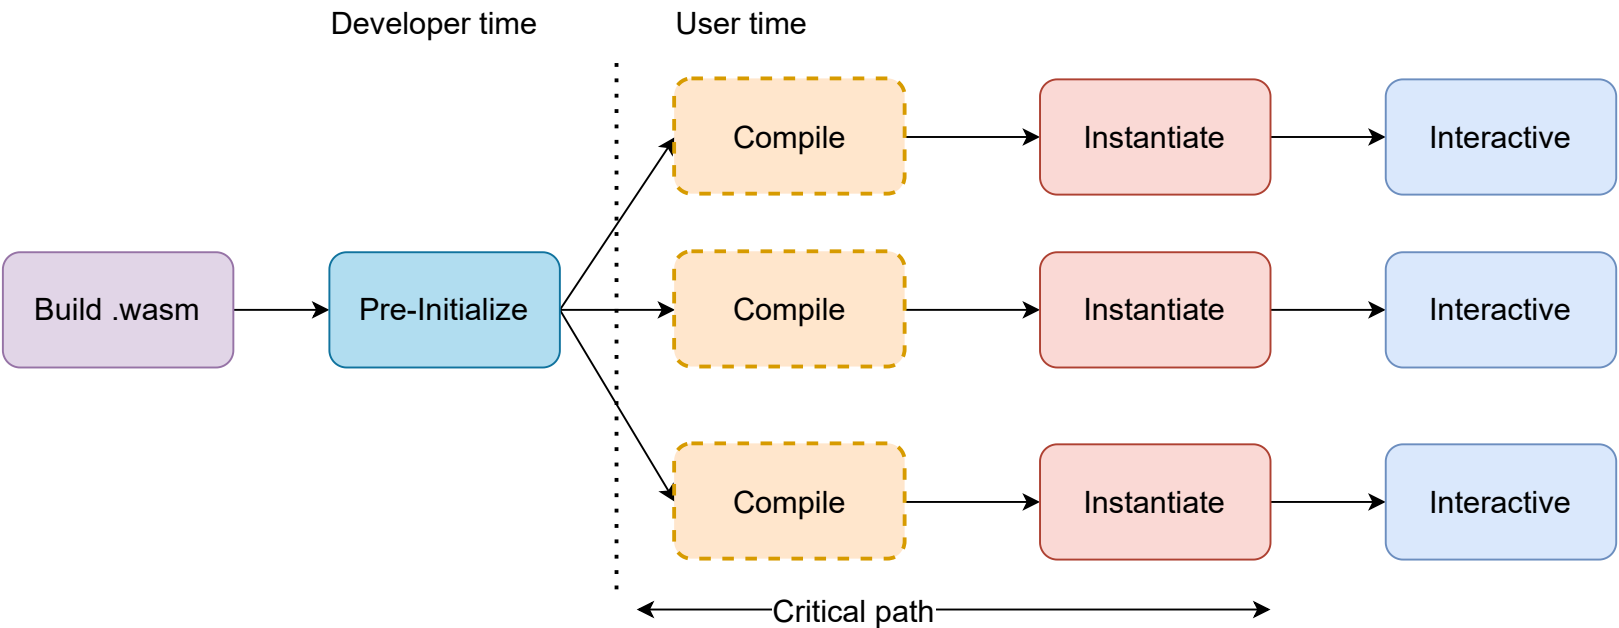 Developer time
User time
Compile
Instantiate
Interactive
Build .wasm
Pre-Initialize
Compile
Instantiate
Interactive
Compile
Instantiate
Interactive
Critical path